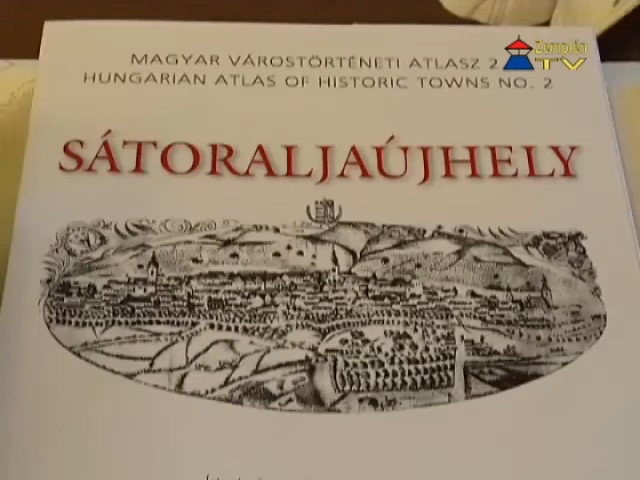 MAGYAR VÁROSTÖRTÉNETI ATLASZ 2
HUNGARIAN ATLAS OF HISTORIC TOWNS NO. 2
Zemplén
TV
SÁTORALJAÚJHELY